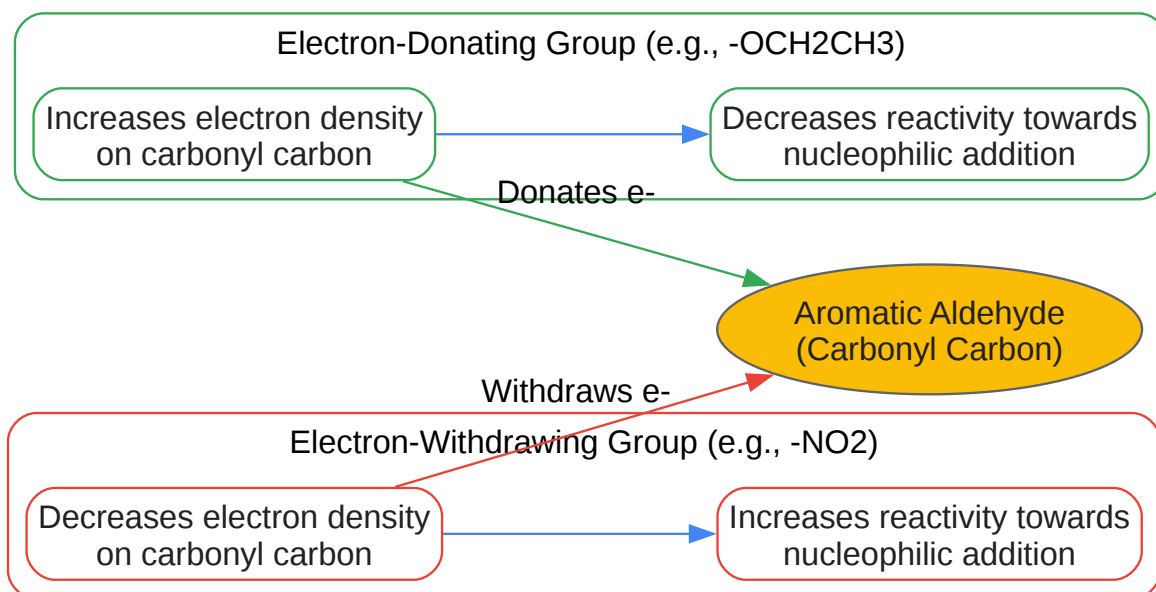 Electron-Donating Group (e.g., -OCH2CH3)
Increases electron density
on carbonyl carbon
Decreases reactivity towards
nucleophilic addition
Donates e-
Aromatic Aldehyde
(Carbonyl Carbon)
Withdraws e-
Electron-Withdrawing Group (e.g., -NO2)
Decreases electron density
on carbonyl carbon
Increases reactivity towards
nucleophilic addition